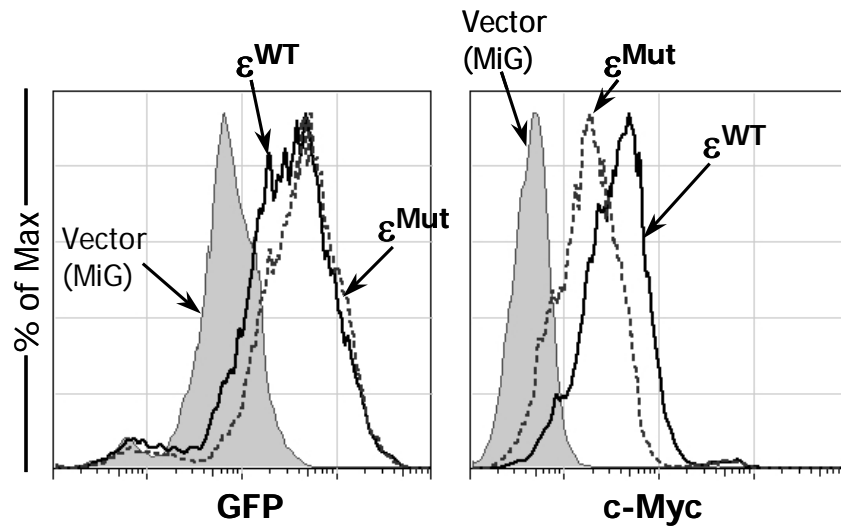 % of Max
εWT
Vector
(MiG)
εMut
GFP
Vector
(MiG)
εMut
εWT
c-Myc